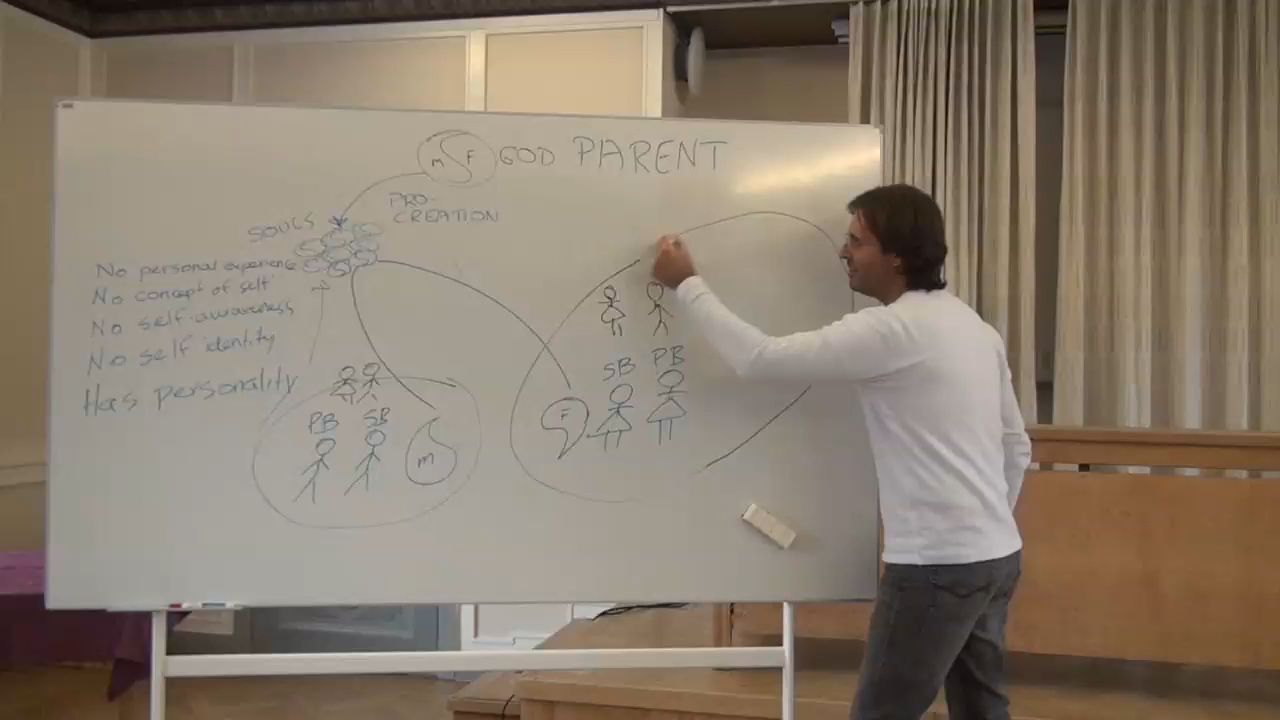 M F GOD PARENT
PRO-
CREATION
SOULS
No personal experience
No concept of self
No self-awareness
No self identity
Has personality
PB SB
M
SB PB
F